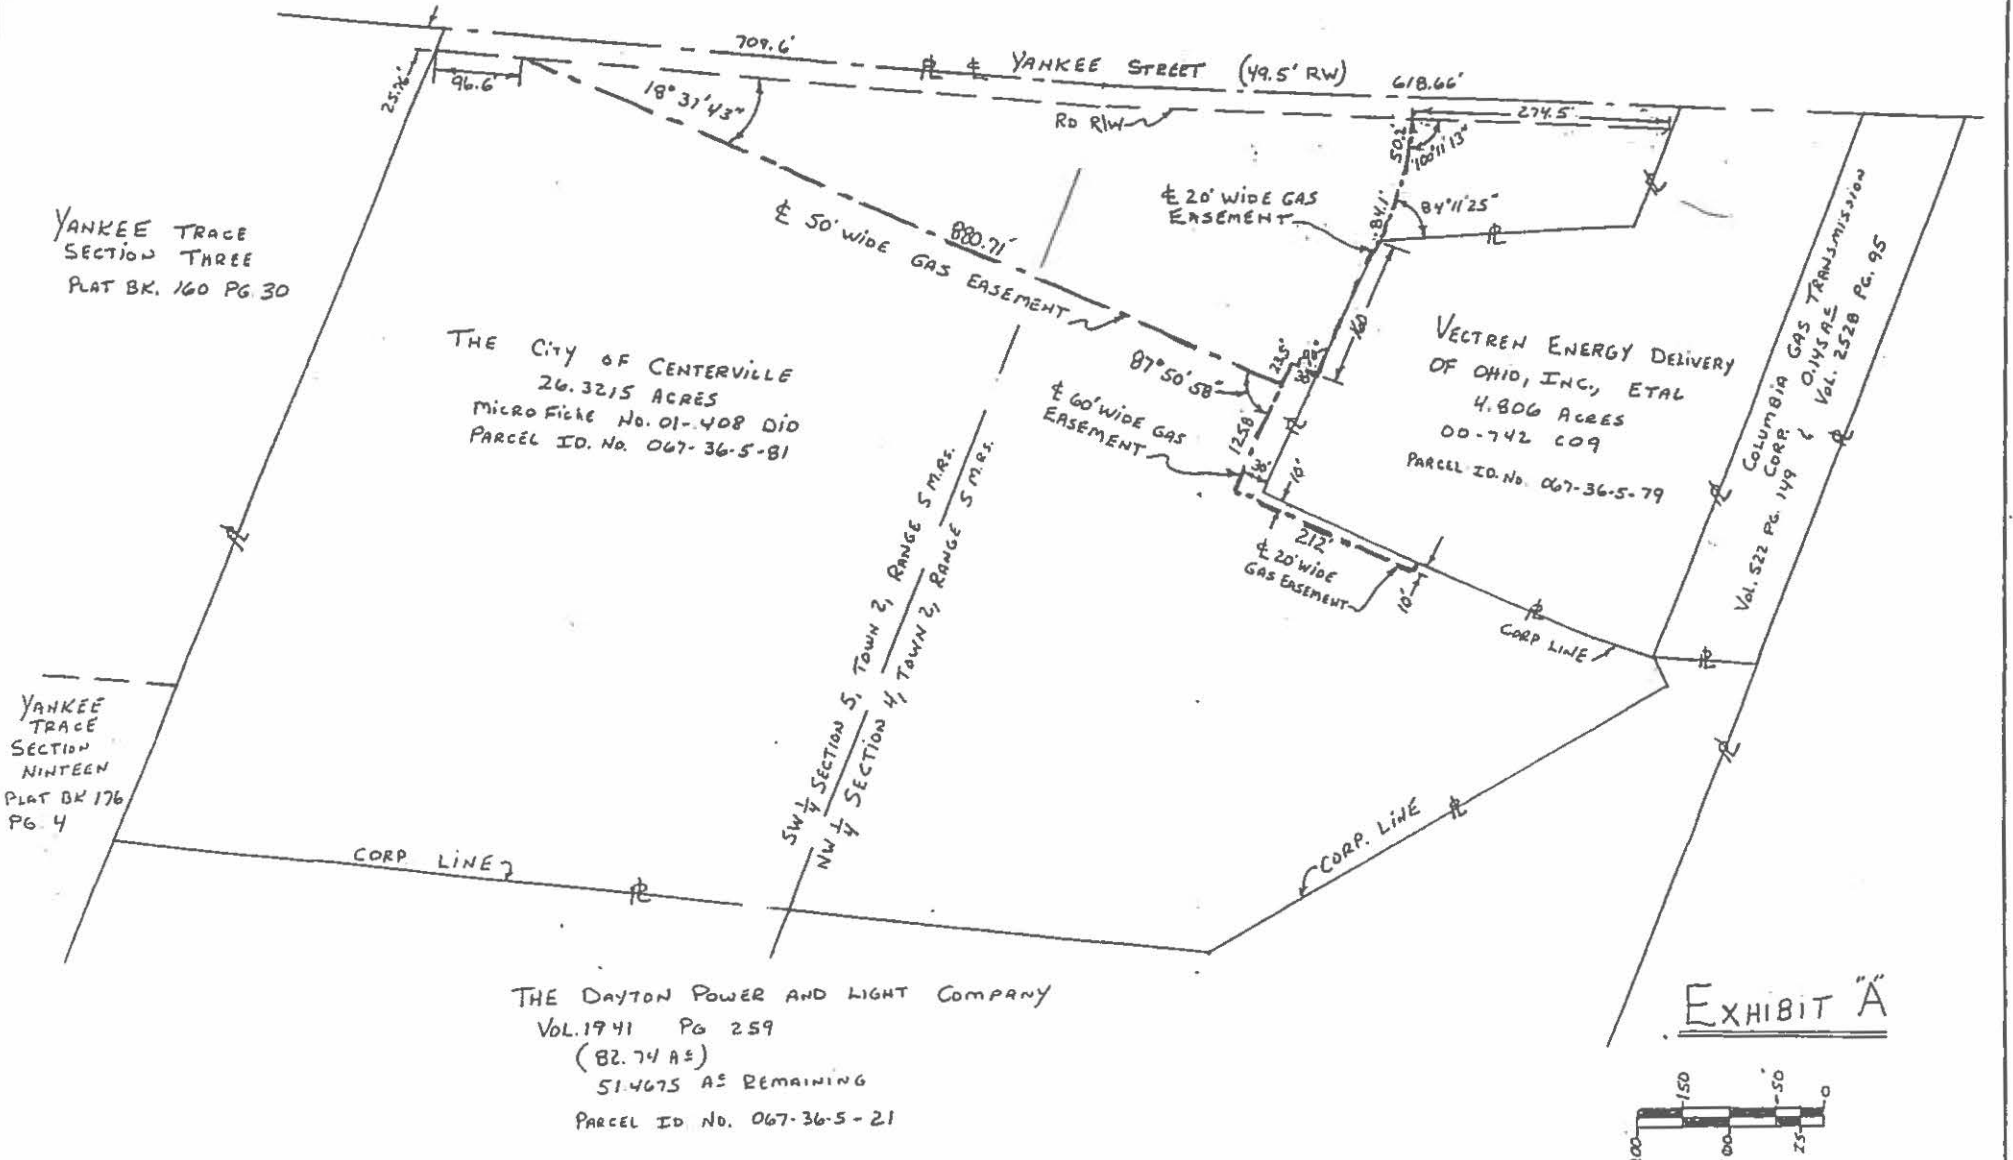 709.6'
℄ YANKEE STREET (49.5' RW)
618.66'
96.6'
RD R/W
274.5'
50.2'
100°11'13"
84.1'
84°11'25"
℄ 20' WIDE GAS
EASEMENT
880.71'
℄ 50' WIDE GAS EASEMENT
YANKEE TRACE
SECTION THREE
PLAT BK. 160 PG. 30
THE CITY OF CENTERVILLE
26.3215 ACRES
MICRO FICHE No. 01-408 D10
PARCEL ID. No. 067-36-5-81
87°50'58"
23.5'
160
℄ 60' WIDE GAS
EASEMENT
125.8'
30'
10'
VECTREN ENERGY DELIVERY
OF OHIO, INC., ETAL
4.806 ACRES
00-742 C09
PARCEL ID. No. 067-36-5-79
COLUMBIA GAS TRANSMISSION
CORP. 0.145 Ac
Vol. 522 PG. 149 & Vol. 2528 PG. 95
212'
℄ 20' WIDE
GAS EASEMENT
10'
CORP LINE
SW 1/4 SECTION 5, TOWN 2, RANGE 5 M.RS.
NW 1/4 SECTION 4, TOWN 2, RANGE 5 M.RS.
YANKEE
TRACE
SECTION
NINTEEN
PLAT BK 176
PG. 4
CORP LINE
CORP. LINE
THE DAYTON POWER AND LIGHT COMPANY
VOL. 1941 PG 259
(82.74 Ac)
51.4675 Ac REMAINING
PARCEL ID NO. 067-36-5-21
EXHIBIT "A"
150
50
0
25